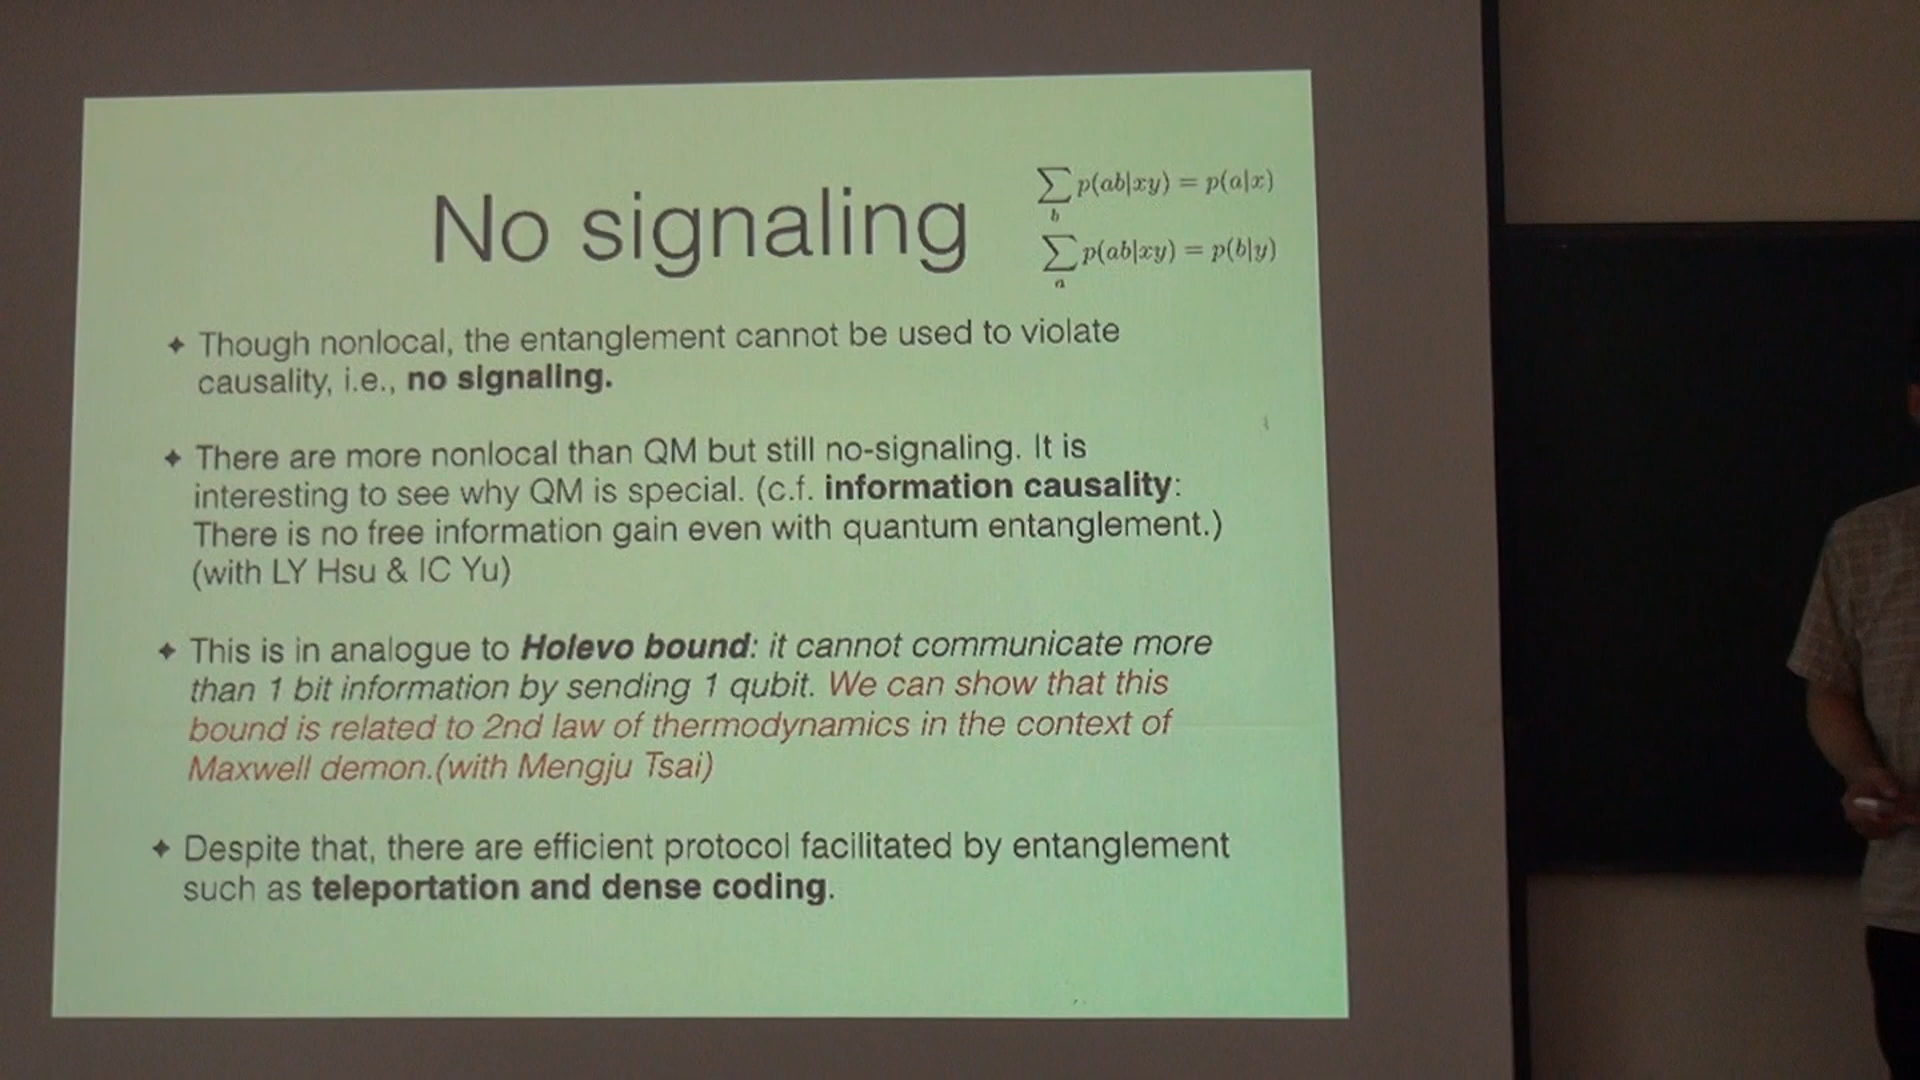 No signaling
∑_b p(ab|xy) = p(a|x)
∑_a p(ab|xy) = p(b|y)
✦ Though nonlocal, the entanglement cannot be used to violate
causality, i.e., no signaling.
✦ There are more nonlocal than QM but still no-signaling. It is
interesting to see why QM is special. (c.f. information causality:
There is no free information gain even with quantum entanglement.)
(with LY Hsu & IC Yu)
✦ This is in analogue to Holevo bound: it cannot communicate more
than 1 bit information by sending 1 qubit. We can show that this
bound is related to 2nd law of thermodynamics in the context of
Maxwell demon.(with Mengju Tsai)
✦ Despite that, there are efficient protocol facilitated by entanglement
such as teleportation and dense coding.